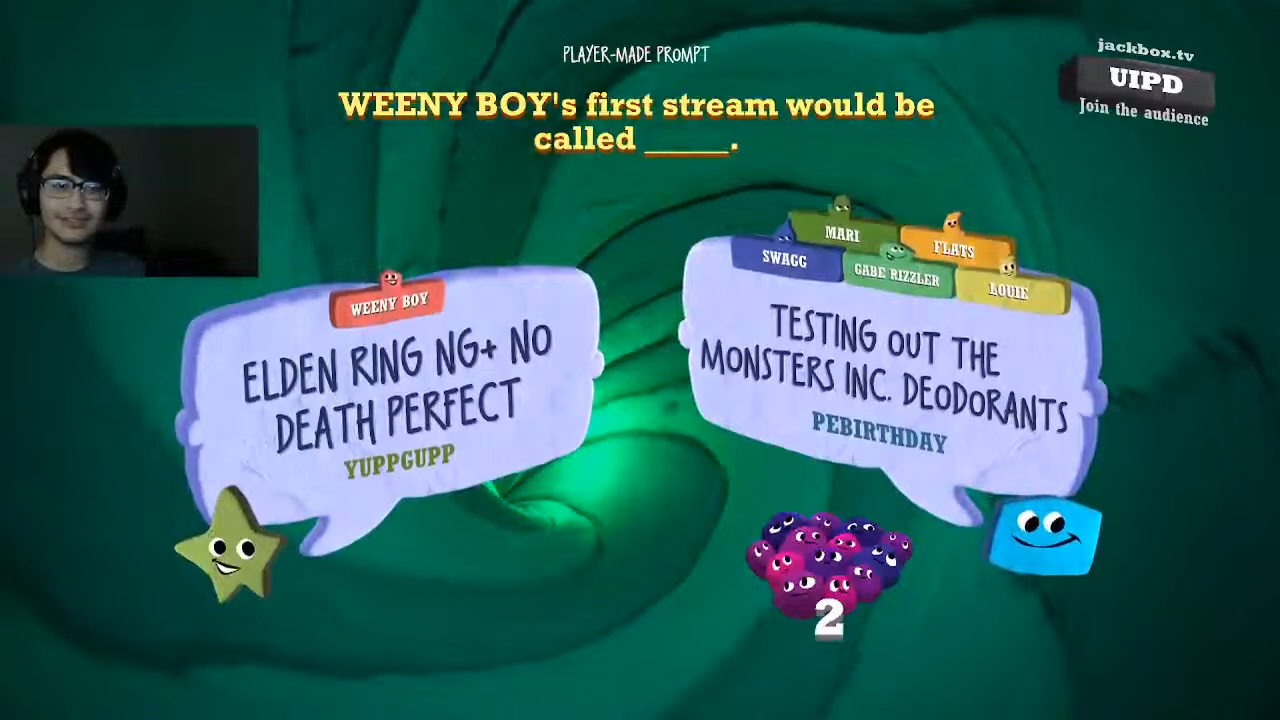 PLAYER-MADE PROMPT
WEENY BOY's first stream would be
called _____.
jackbox.tv
UIPD
Join the audience
WEENY BOY
ELDEN RING NG+ NO
DEATH PERFECT
YUPPGUPP
MARI
FLATS
SWAGG
GABE RIZZLER
LOUIE
TESTING OUT THE
MONSTERS INC. DEODORANTS
PEBIRTHDAY
2